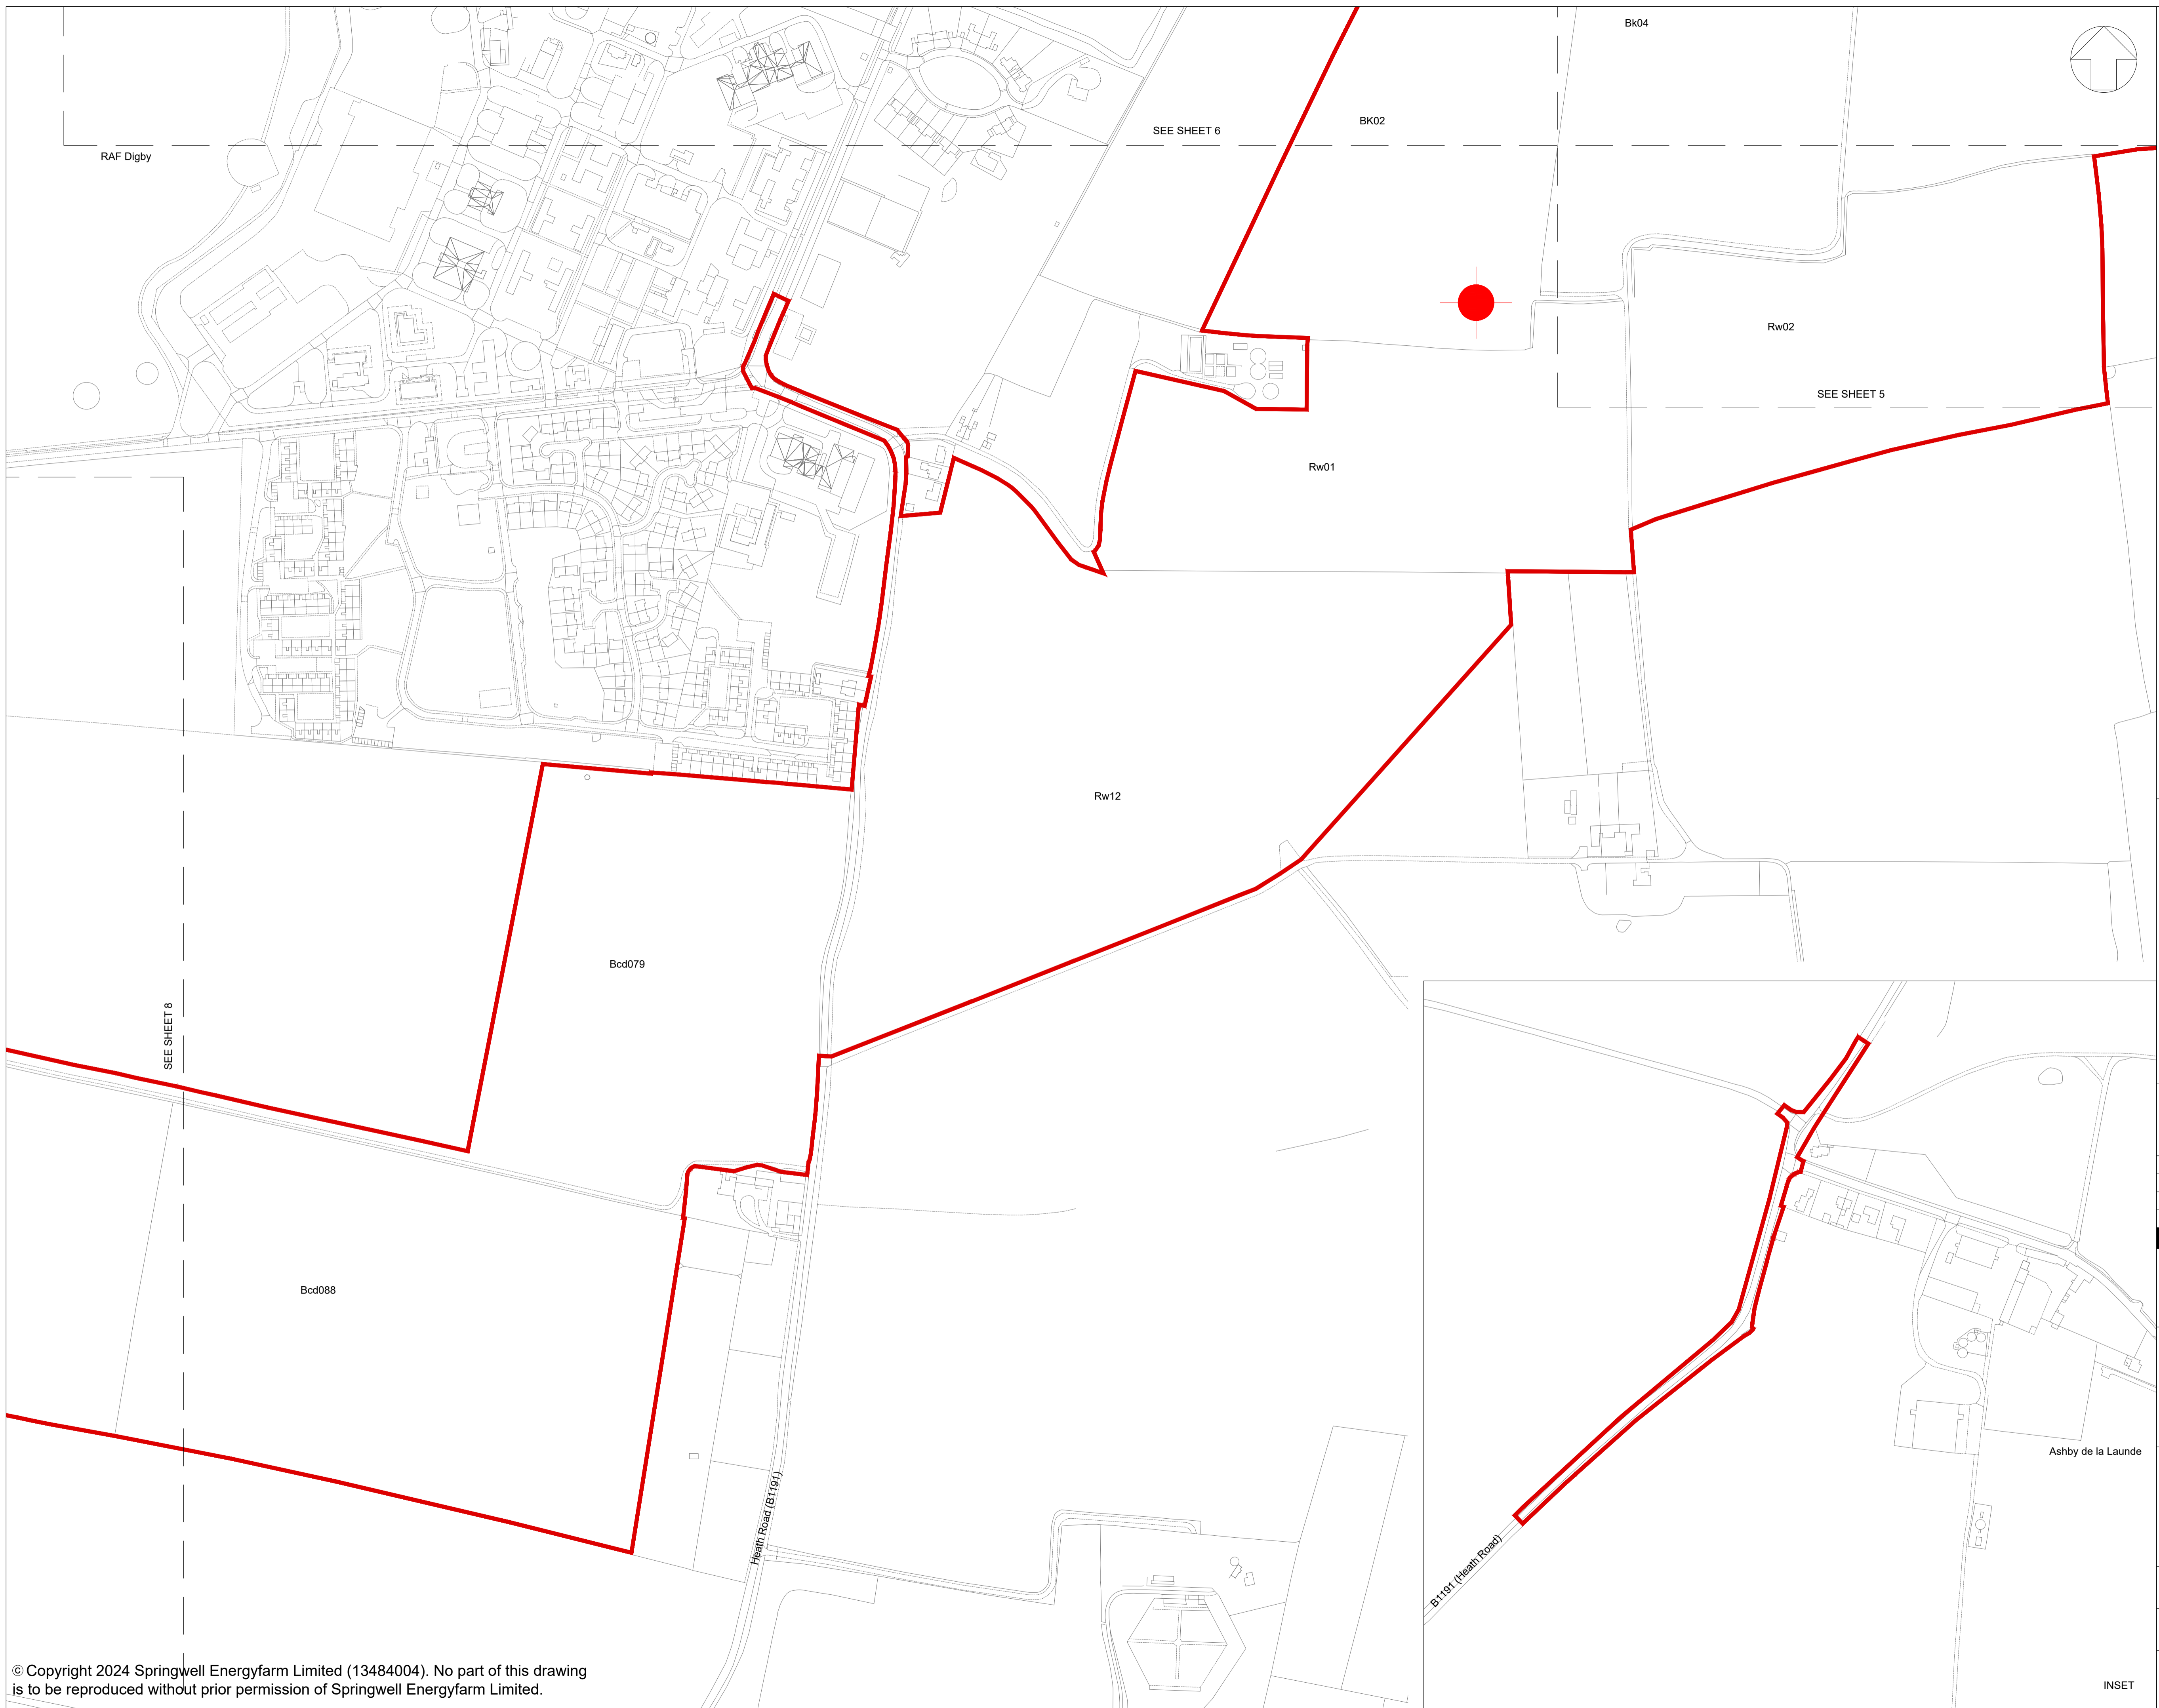 Bk04
BK02
SEE SHEET 6
RAF Digby
Rw02
SEE SHEET 5
Rw01
Rw12
Bcd079
SEE SHEET 8
Bcd088
Heath Road (B1191)
Ashby de la Launde
B1191 (Heath Road)
© Copyright 2024 Springwell Energyfarm Limited (13484004). No part of this drawing
is to be reproduced without prior permission of Springwell Energyfarm Limited.
INSET